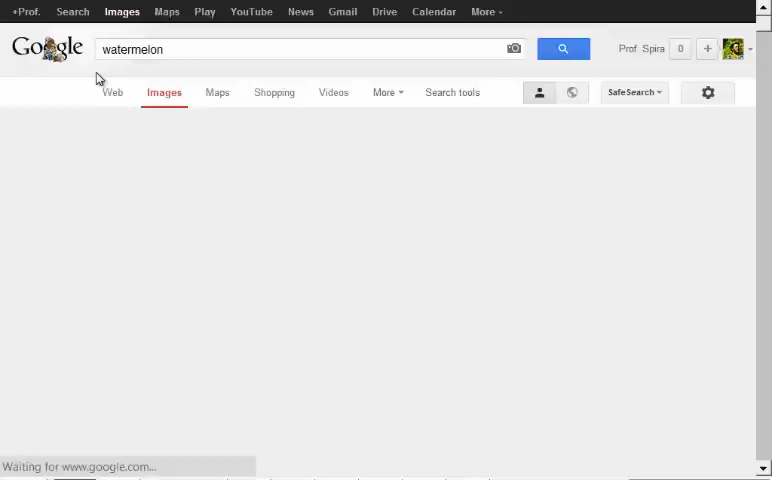 +Prof. Search Images Maps Play YouTube News Gmail Drive Calendar More
Google watermelon Prof. Spira 0 +
Web Images Maps Shopping Videos More Search tools SafeSearch
Waiting for www.google.com...